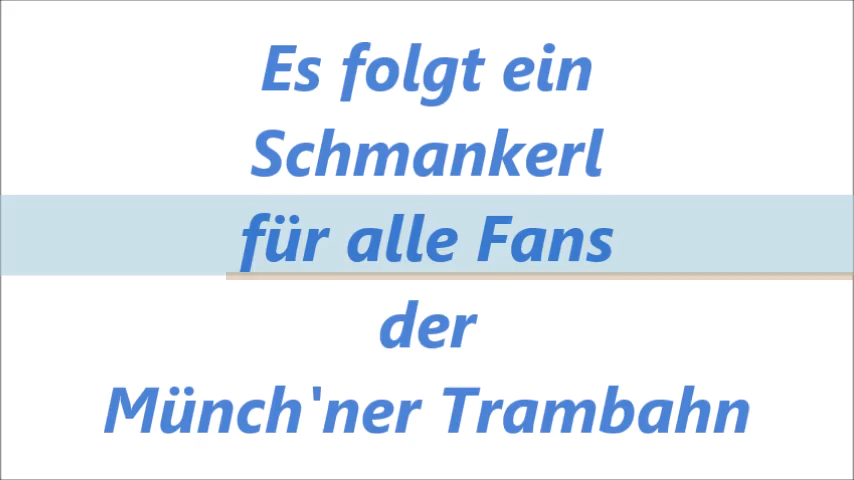 Es folgt ein
Schmankerl
für alle Fans
der
Münch'ner Trambahn